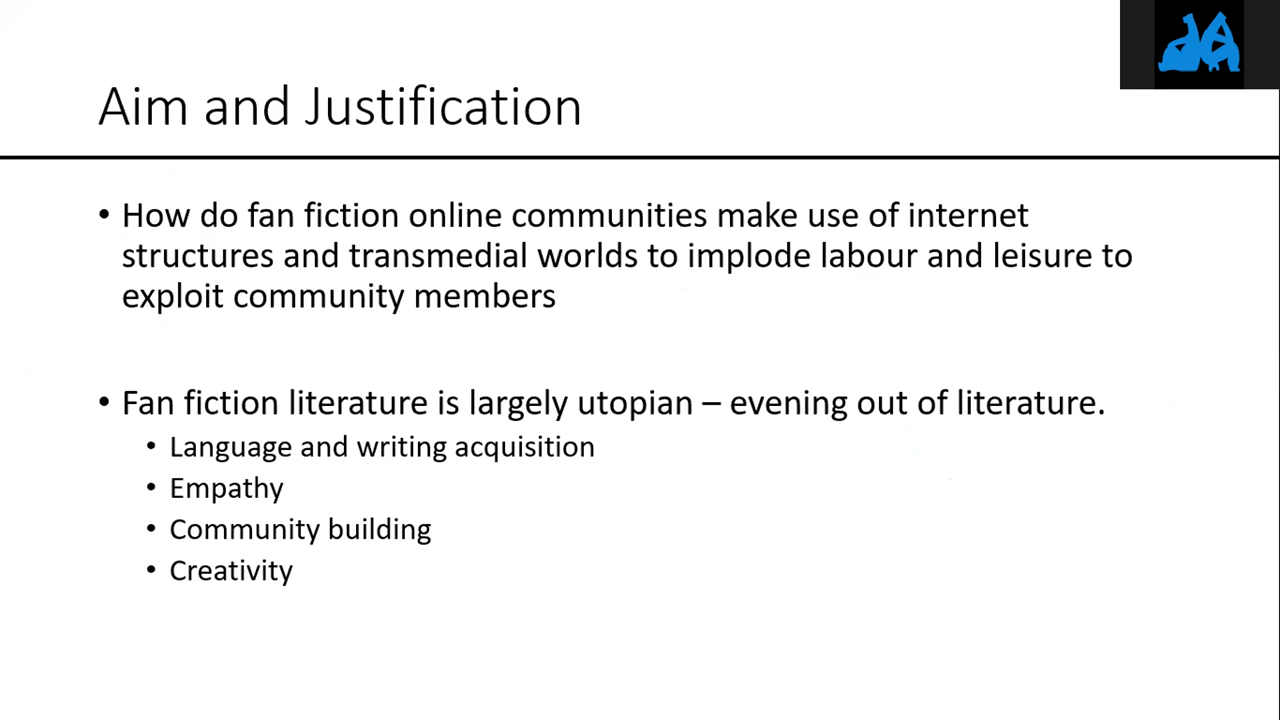 Aim and Justification
• How do fan fiction online communities make use of internet
structures and transmedial worlds to implode labour and leisure to
exploit community members
• Fan fiction literature is largely utopian – evening out of literature.
• Language and writing acquisition
• Empathy
• Community building
• Creativity